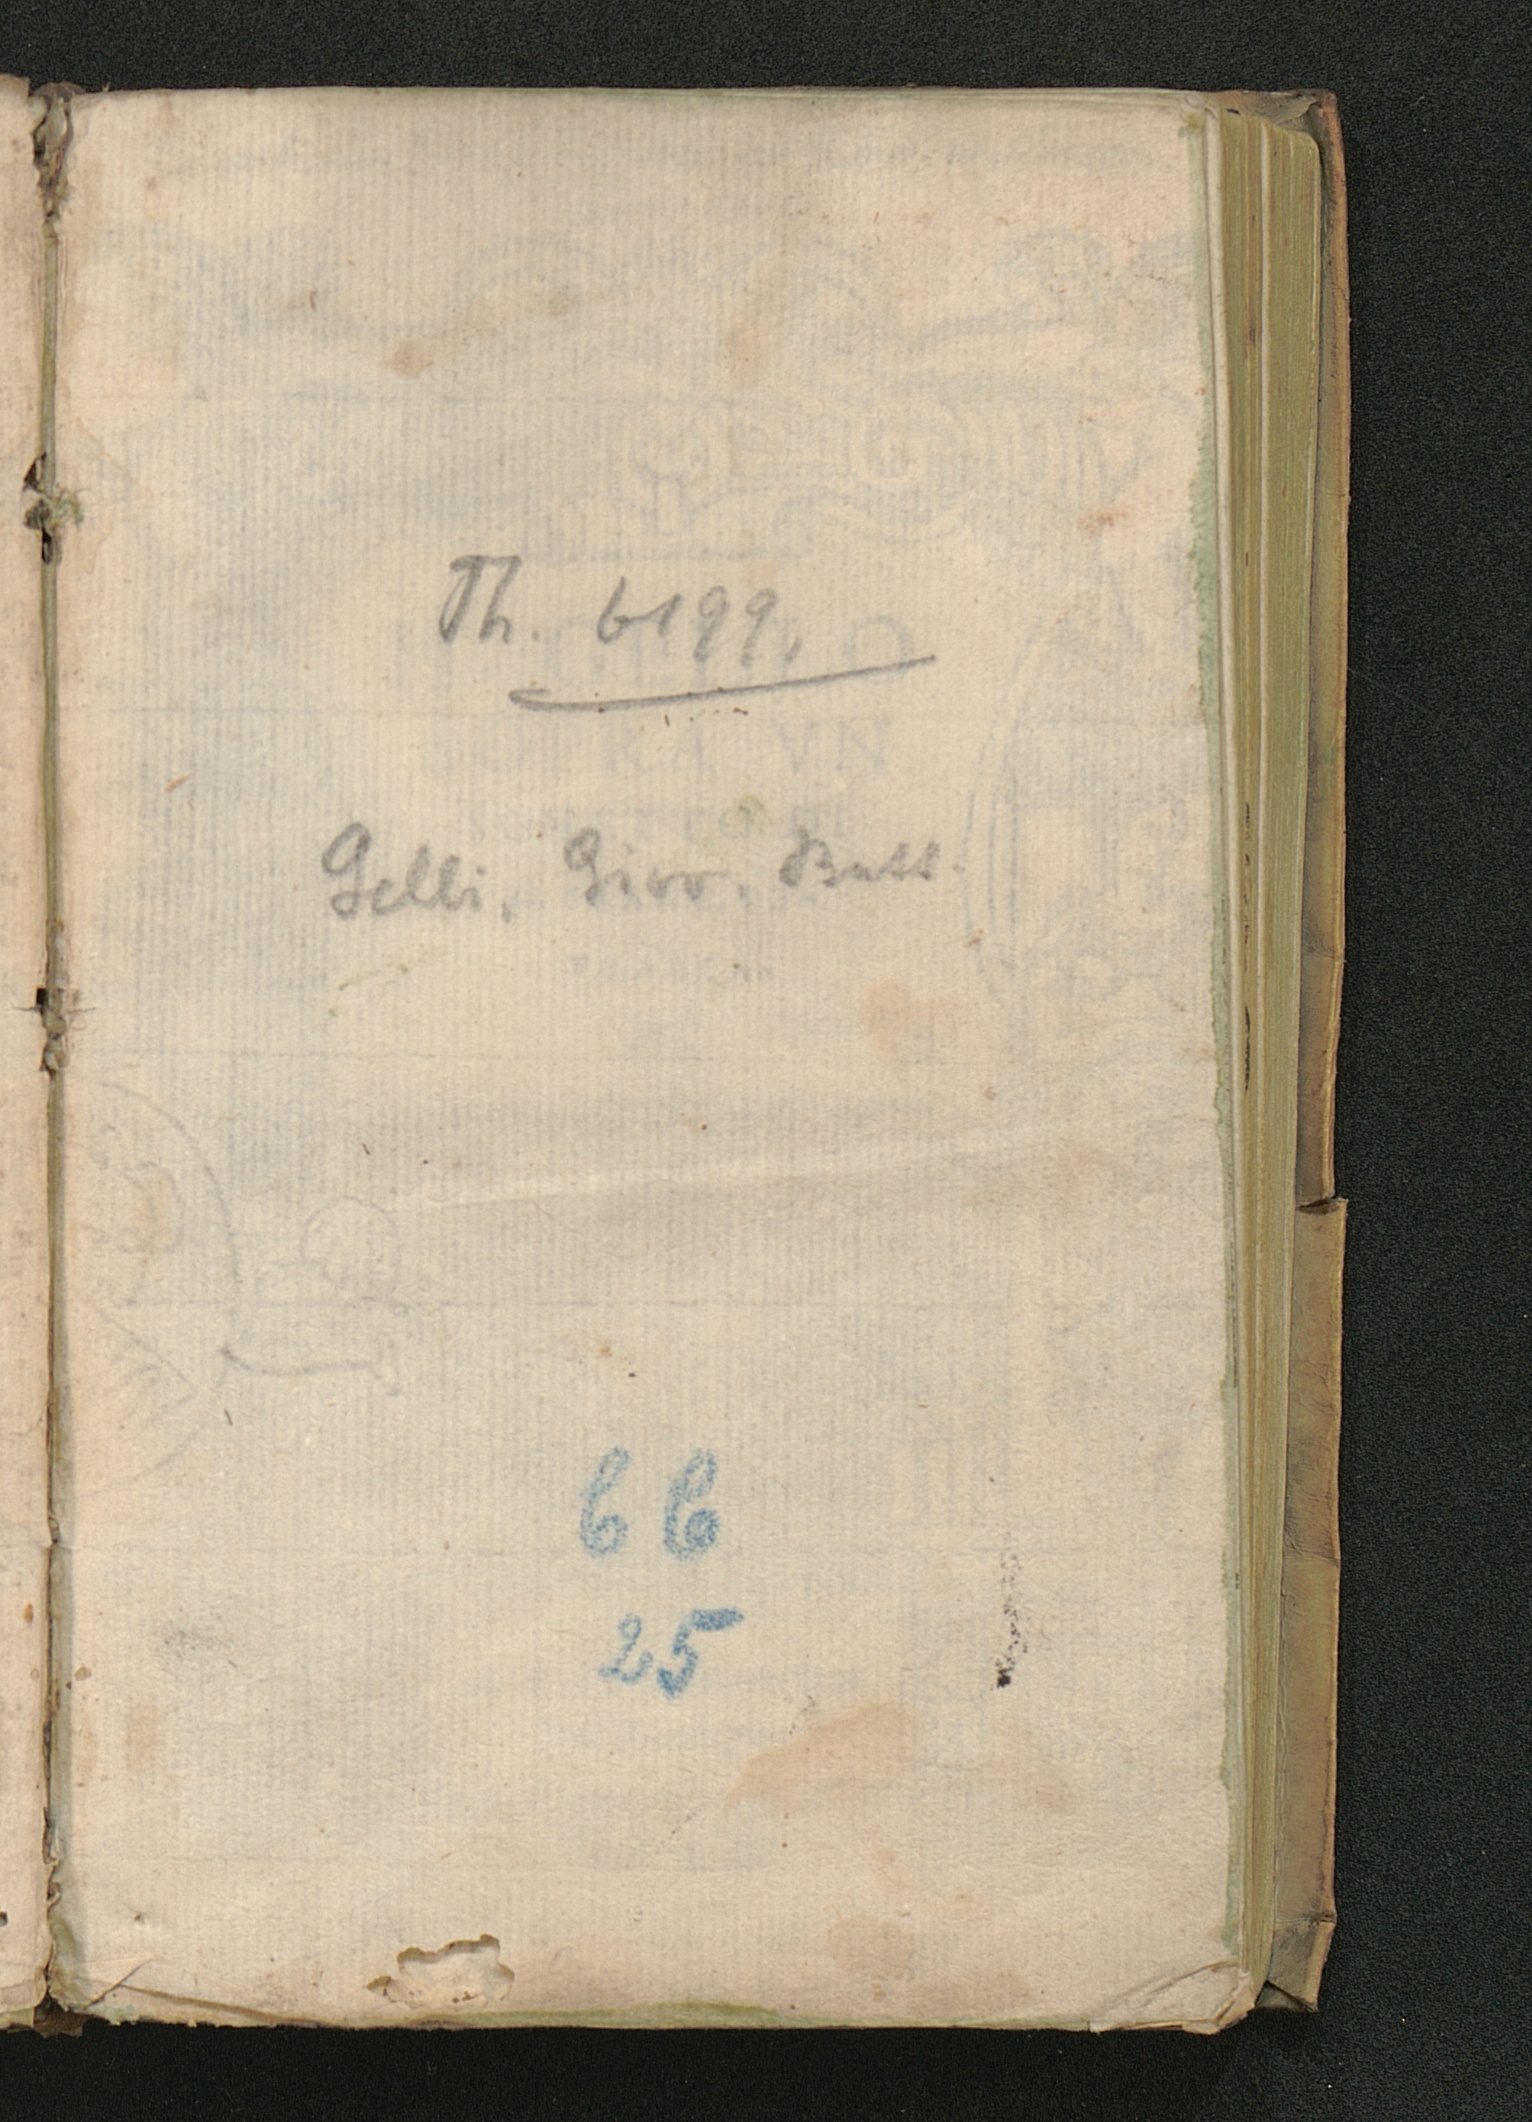 Th. 6199.
Gelli, Giov. Batt.
66
25